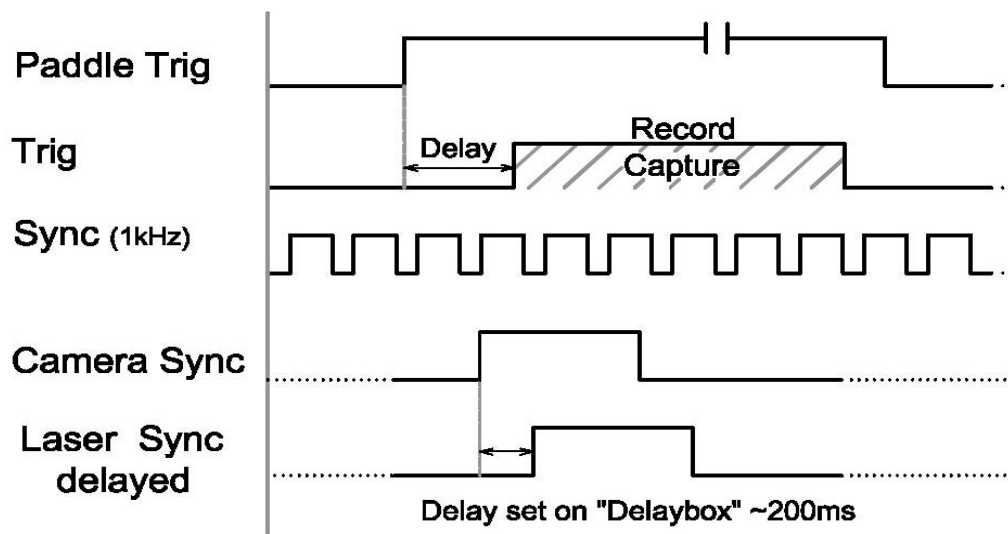 Paddle Trig
Trig
Delay
Record
Capture
Sync (1kHz)
Camera Sync
Laser Sync
delayed
Delay set on "Delaybox" ~200ms